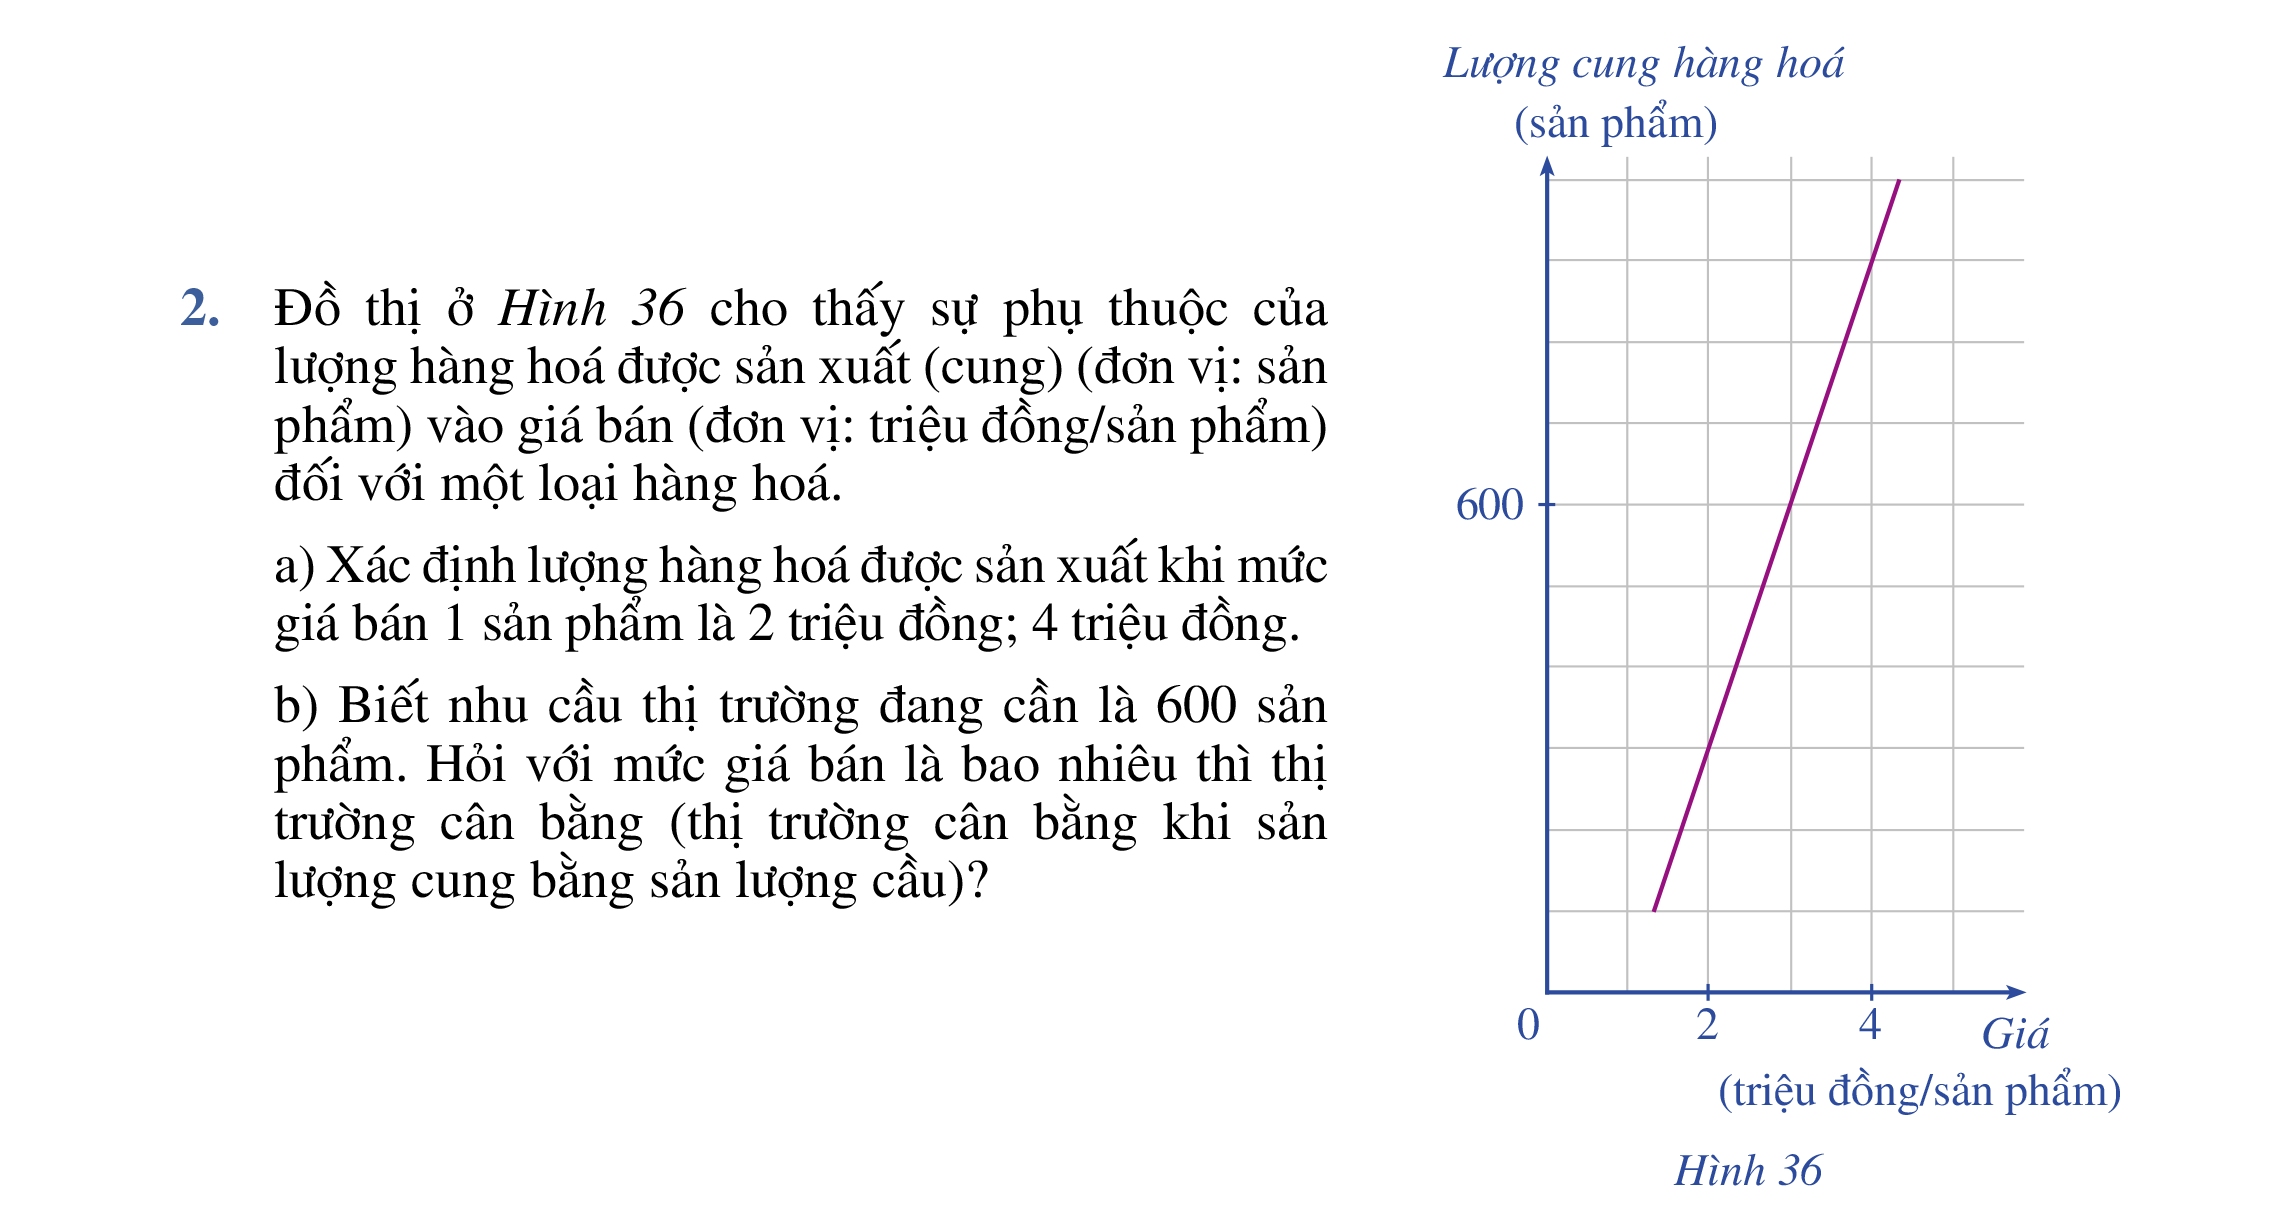 2. Đồ thị ở Hình 36 cho thấy sự phụ thuộc của
lượng hàng hoá được sản xuất (cung) (đơn vị: sản
phẩm) vào giá bán (đơn vị: triệu đồng/sản phẩm)
đối với một loại hàng hoá.
a) Xác định lượng hàng hoá được sản xuất khi mức
giá bán 1 sản phẩm là 2 triệu đồng; 4 triệu đồng.
b) Biết nhu cầu thị trường đang cần là 600 sản
phẩm. Hỏi với mức giá bán là bao nhiêu thì thị
trường cân bằng (thị trường cân bằng khi sản
lượng cung bằng sản lượng cầu)?
Lượng cung hàng hoá
(sản phẩm)
600
0 2 4 Giá
(triệu đồng/sản phẩm)
Hình 36